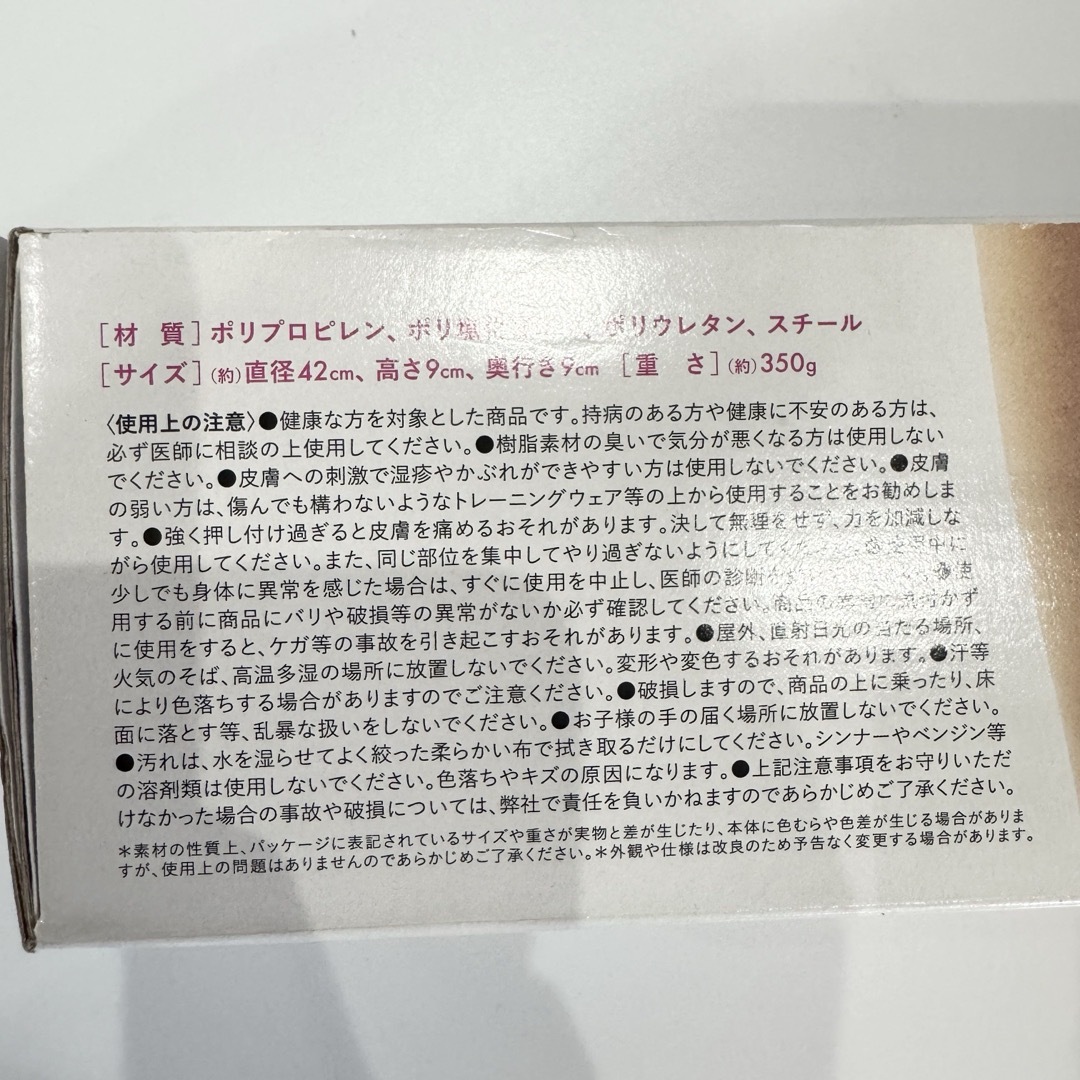 ［材　質］ポリプロピレン、ポリ塩 ポリウレタン、スチール
［サイズ］(約)直径42cm、高さ9cm、奥行き9cm［重　さ］(約)350g
〈使用上の注意〉●健康な方を対象とした商品です。持病のある方や健康に不安のある方は、
必ず医師に相談の上使用してください。●樹脂素材の臭いで気分が悪くなる方は使用しない
でください。●皮膚への刺激で湿疹やかぶれができやすい方は使用しないでください。●皮膚
の弱い方は、傷んでも構わないようなトレーニングウェア等の上から使用することをお勧めしま
す。●強く押し付け過ぎると皮膚を痛めるおそれがあります。決して無理をせず、力を加減しな
がら使用してください。また、同じ部位を集中してやり過ぎないようにしてくだ 中に
少しでも身体に異常を感じた場合は、すぐに使用を中止し、医師の診断を ●使
用する前に商品にバリや破損等の異常がないか必ず確認してください。商品の 気付かず
に使用をすると、ケガ等の事故を引き起こすおそれがあります。●屋外、直射日光の当たる場所、
火気のそば、高温多湿の場所に放置しないでください。変形や変色するおそれがあります。●汗等
により色落ちする場合がありますのでご注意ください。●破損しますので、商品の上に乗ったり、床
面に落とす等、乱暴な扱いをしないでください。●お子様の手の届く場所に放置しないでください。
●汚れは、水を湿らせてよく絞った柔らかい布で拭き取るだけにしてください。シンナーやベンジン等
の溶剤類は使用しないでください。色落ちやキズの原因になります。●上記注意事項をお守りいただ
けなかった場合の事故や破損については、弊社で責任を負いかねますのであらかじめご了承ください。
＊素材の性質上、パッケージに表記されているサイズや重さが実物と差が生じたり、本体に色むらや色差が生じる場合がありま
すが、使用上の問題はありませんのであらかじめご了承ください。＊外観や仕様は改良のため予告なく変更する場合があります。